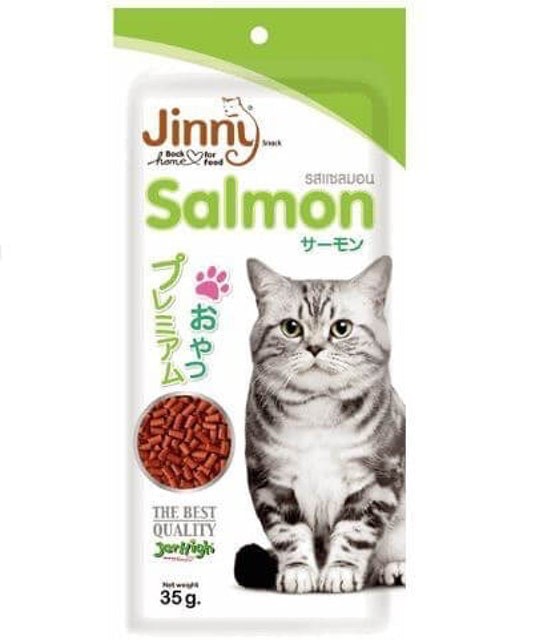 Jinny
Snack
Back
home for
Food
รสแซลมอน
Salmon
サーモン
プレミアム
おやつ
THE BEST
QUALITY
JerHigh
Net weight
35 g.